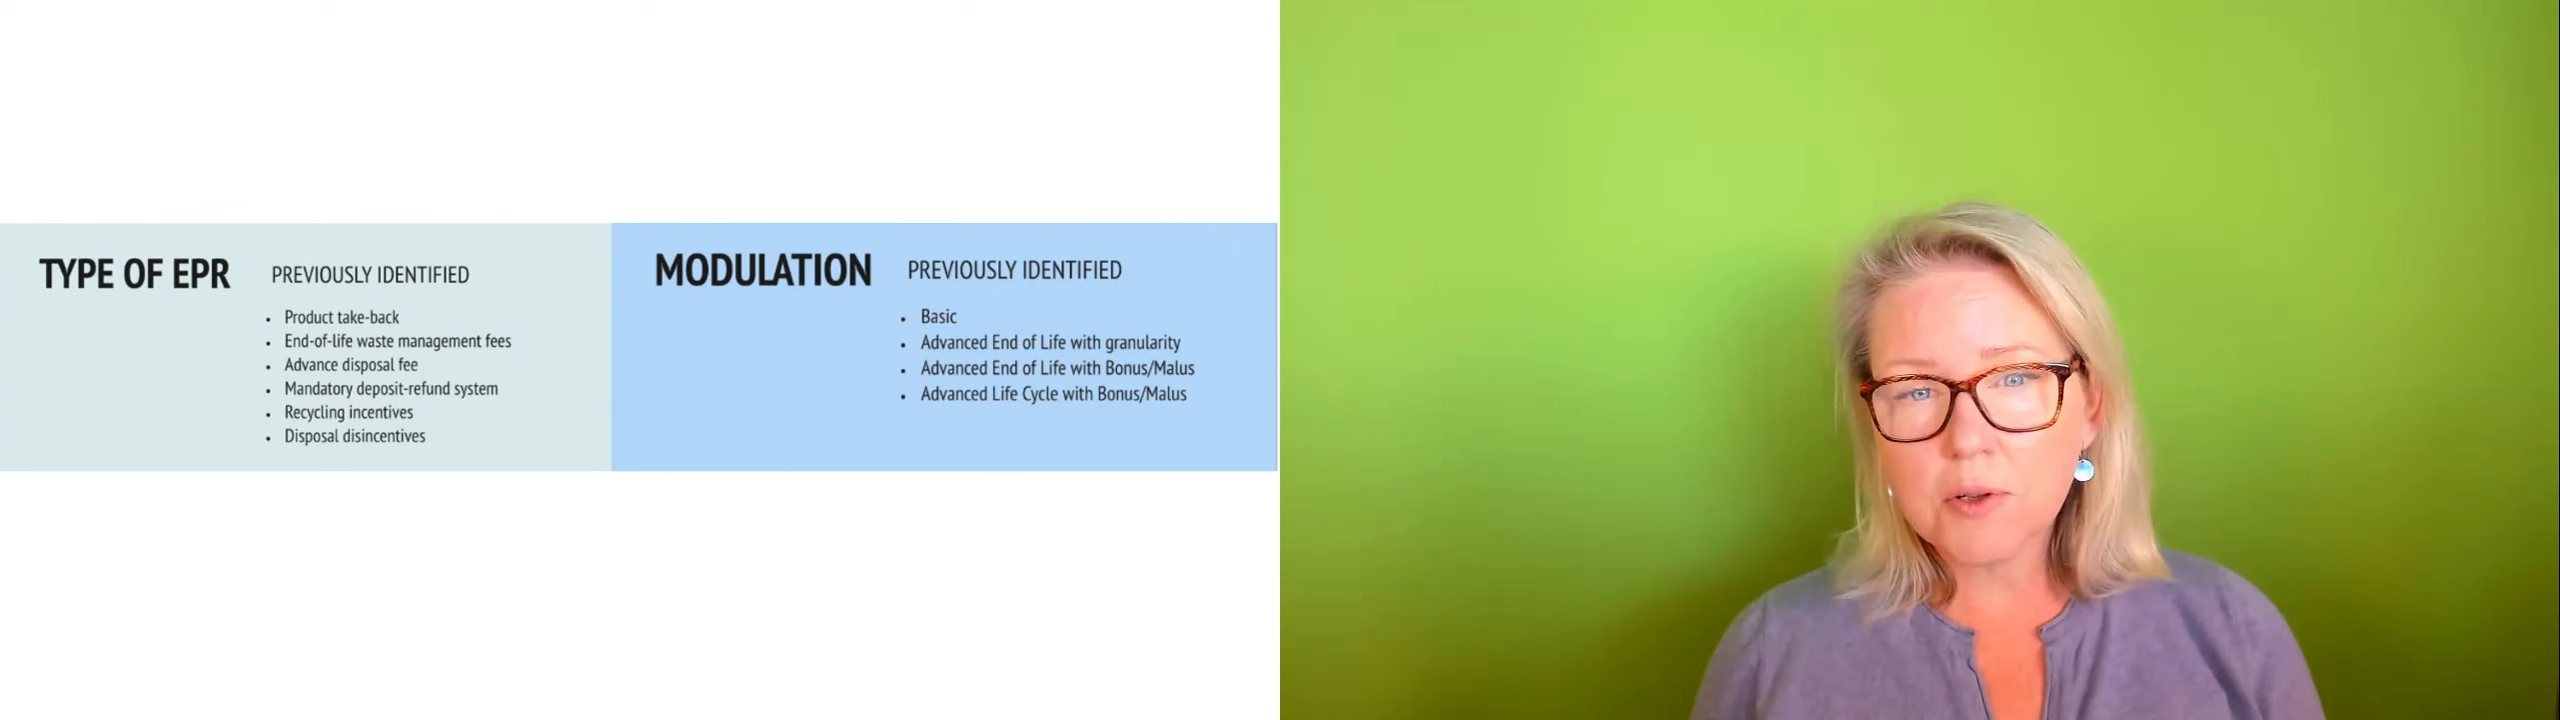 TYPE OF EPR
PREVIOUSLY IDENTIFIED
• Product take-back
• End-of-life waste management fees
• Advance disposal fee
• Mandatory deposit-refund system
• Recycling incentives
• Disposal disincentives
MODULATION
PREVIOUSLY IDENTIFIED
• Basic
• Advanced End of Life with granularity
• Advanced End of Life with Bonus/Malus
• Advanced Life Cycle with Bonus/Malus